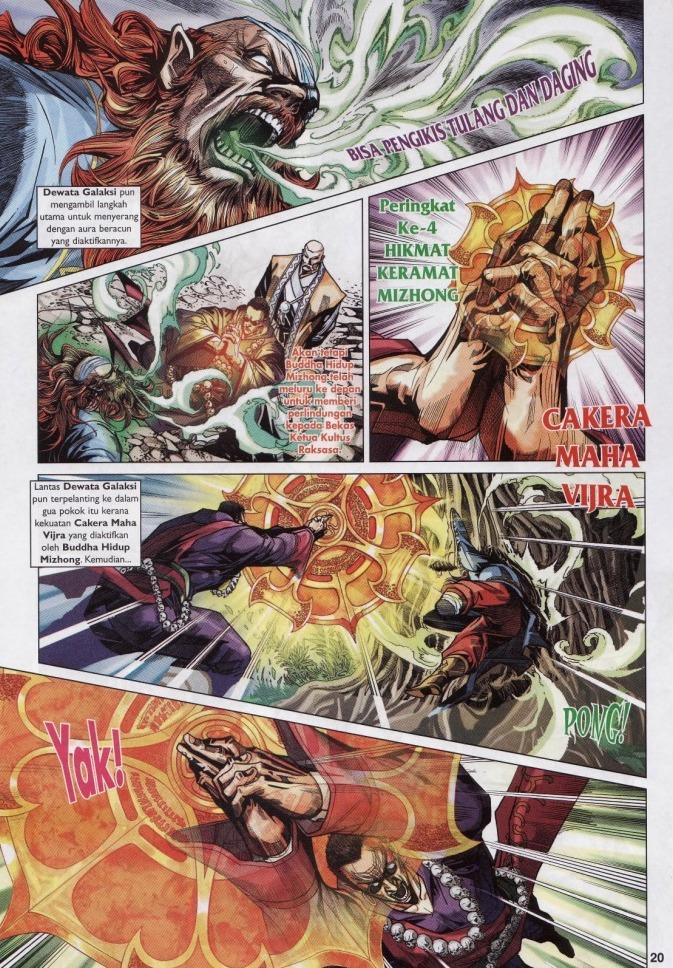 BISA PENGIKIS TULANG DAN DAGING
Dewata Galaksi pun
mengambil langkah
utama untuk menyerang
dengan aura beracun
yang diaktifkannya.
Akan tetapi
Buddha Hidup
Mizhong telah
meluru ke depan
untuk memberi
perlindungan
kepada Bekas
Ketua Kultus
Raksasa.
Peringkat
Ke-4
HIKMAT
KERAMAT
MIZHONG
CAKERA
MAHA
VIJRA
Lantas Dewata Galaksi
pun terpelanting ke dalam
gua pokok itu kerana
kekuatan Cakera Maha
Vijra yang diaktifkan
oleh Buddha Hidup
Mizhong. Kemudian...
PONG!
Yak!
20